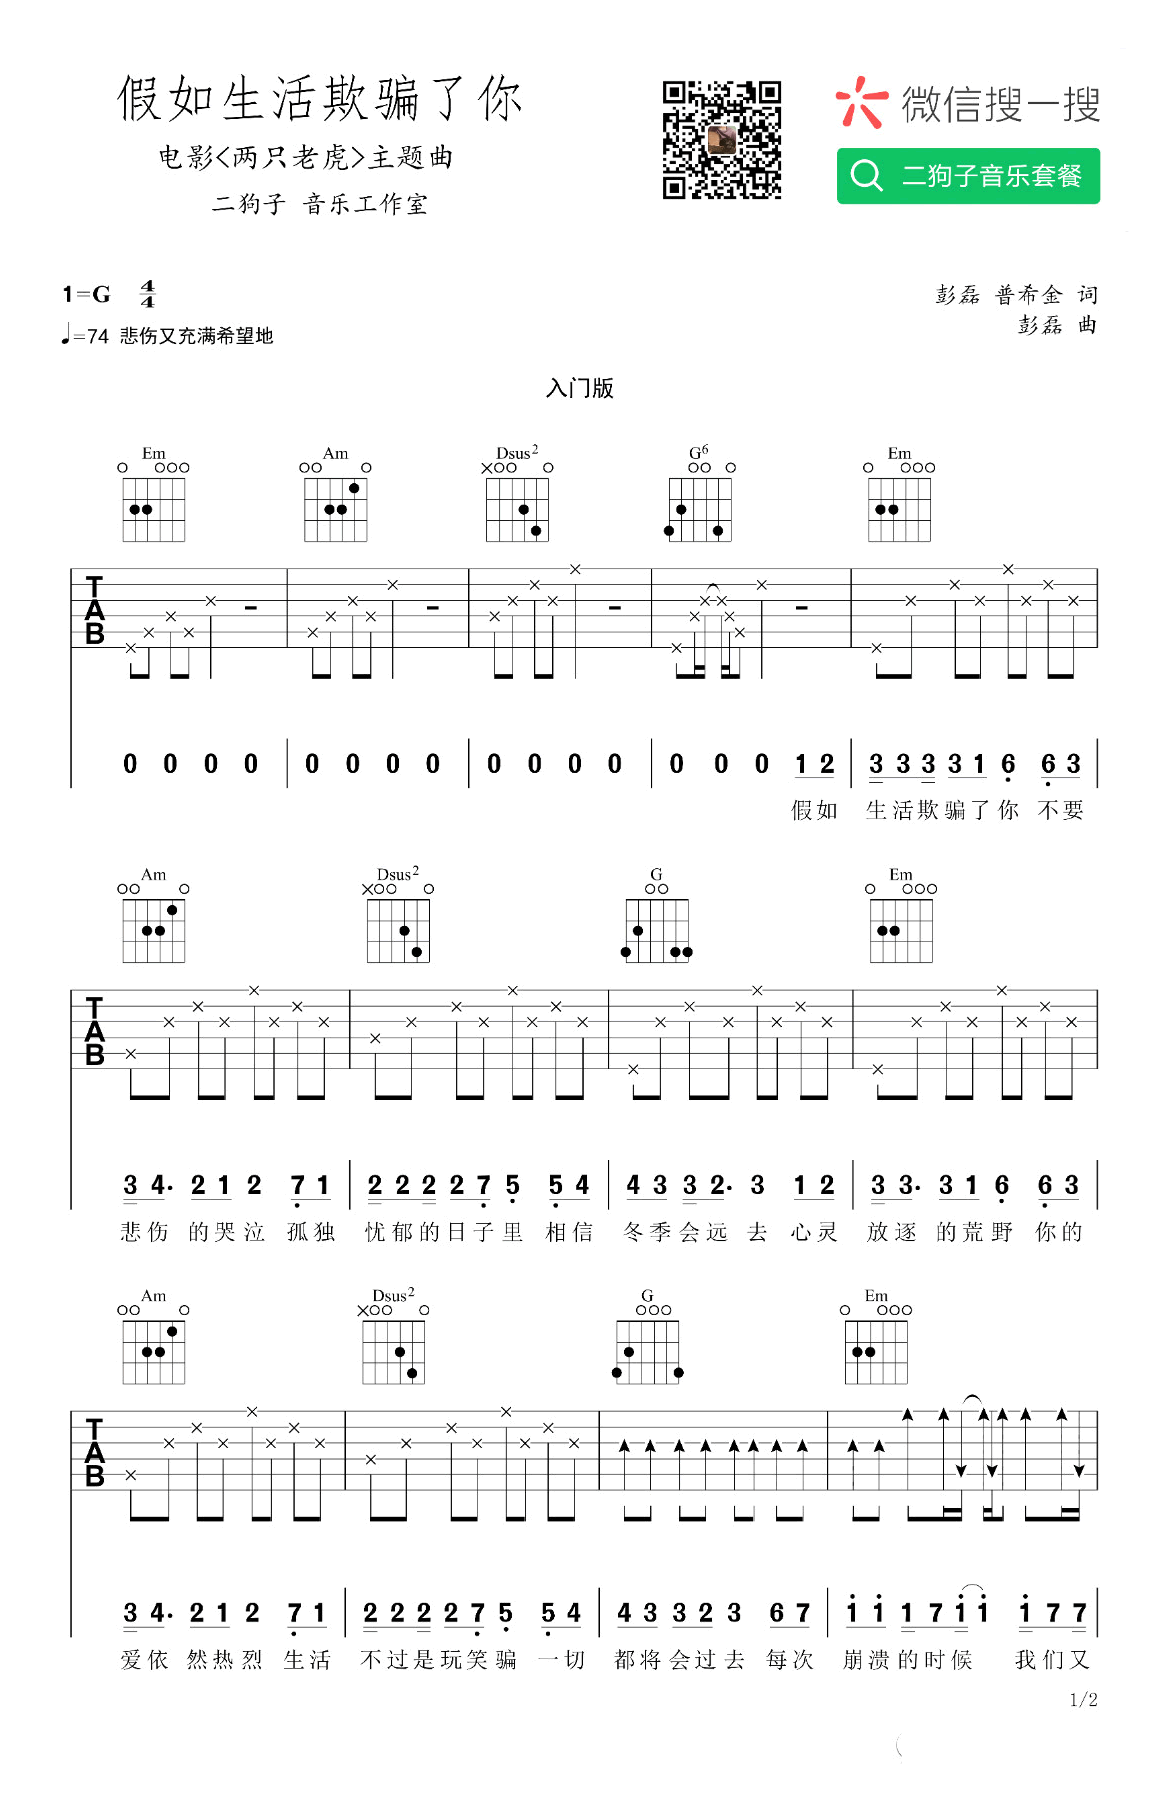 假如生活欺骗了你
电影<两只老虎>主题曲
二狗子 音乐工作室
微信搜一搜
二狗子音乐套餐
1=G 4/4
彭磊 普希金 词
♩=74 悲伤又充满希望地
彭磊 曲
入门版
Em Am Dsus2 G6 Em
T
A
B
0 0 0 0 0 0 0 0 0 0 0 0 0 0 0 1 2 3 3 3 3 1 6 6 3
假如 生活欺骗了你 不要
Am Dsus2 G Em
T
A
B
3 4. 2 1 2 7 1 2 2 2 2 7 5 5 4 4 3 3 2. 3 1 2 3 3. 3 1 6 6 3
悲伤 的哭泣 孤独 忧郁的日子里 相信 冬季会远 去 心灵 放逐 的荒野 你的
Am Dsus2 G Em
T
A
B
3 4. 2 1 2 7 1 2 2 2 2 7 5 5 4 4 3 3 2 3 6 7 1 1 1 7 1 1 1 7 7
爱依 然热烈 生活 不过是玩笑骗 一切 都将会过去 每次 崩溃的时候 我们又
1/2